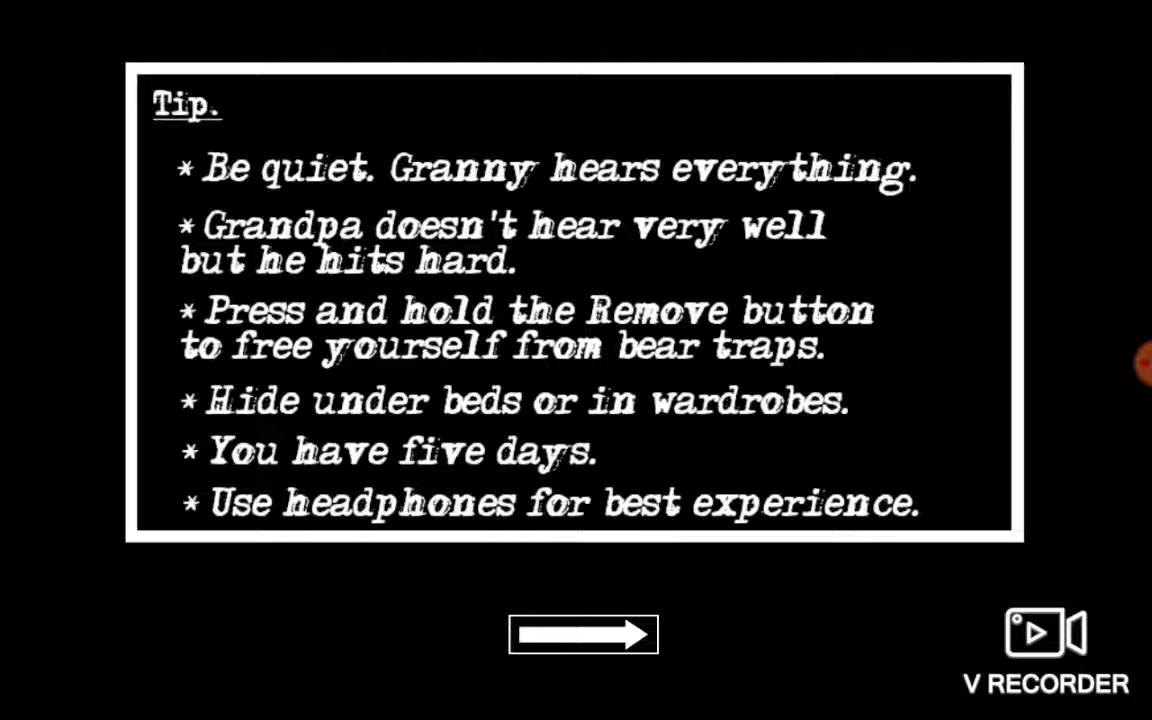 Tip.
* Be quiet. Granny hears everything.
* Grandpa doesn't hear very well
but he hits hard.
* Press and hold the Remove button
to free yourself from bear traps.
* Hide under beds or in wardrobes.
* You have five days.
* Use headphones for best experience.
V RECORDER